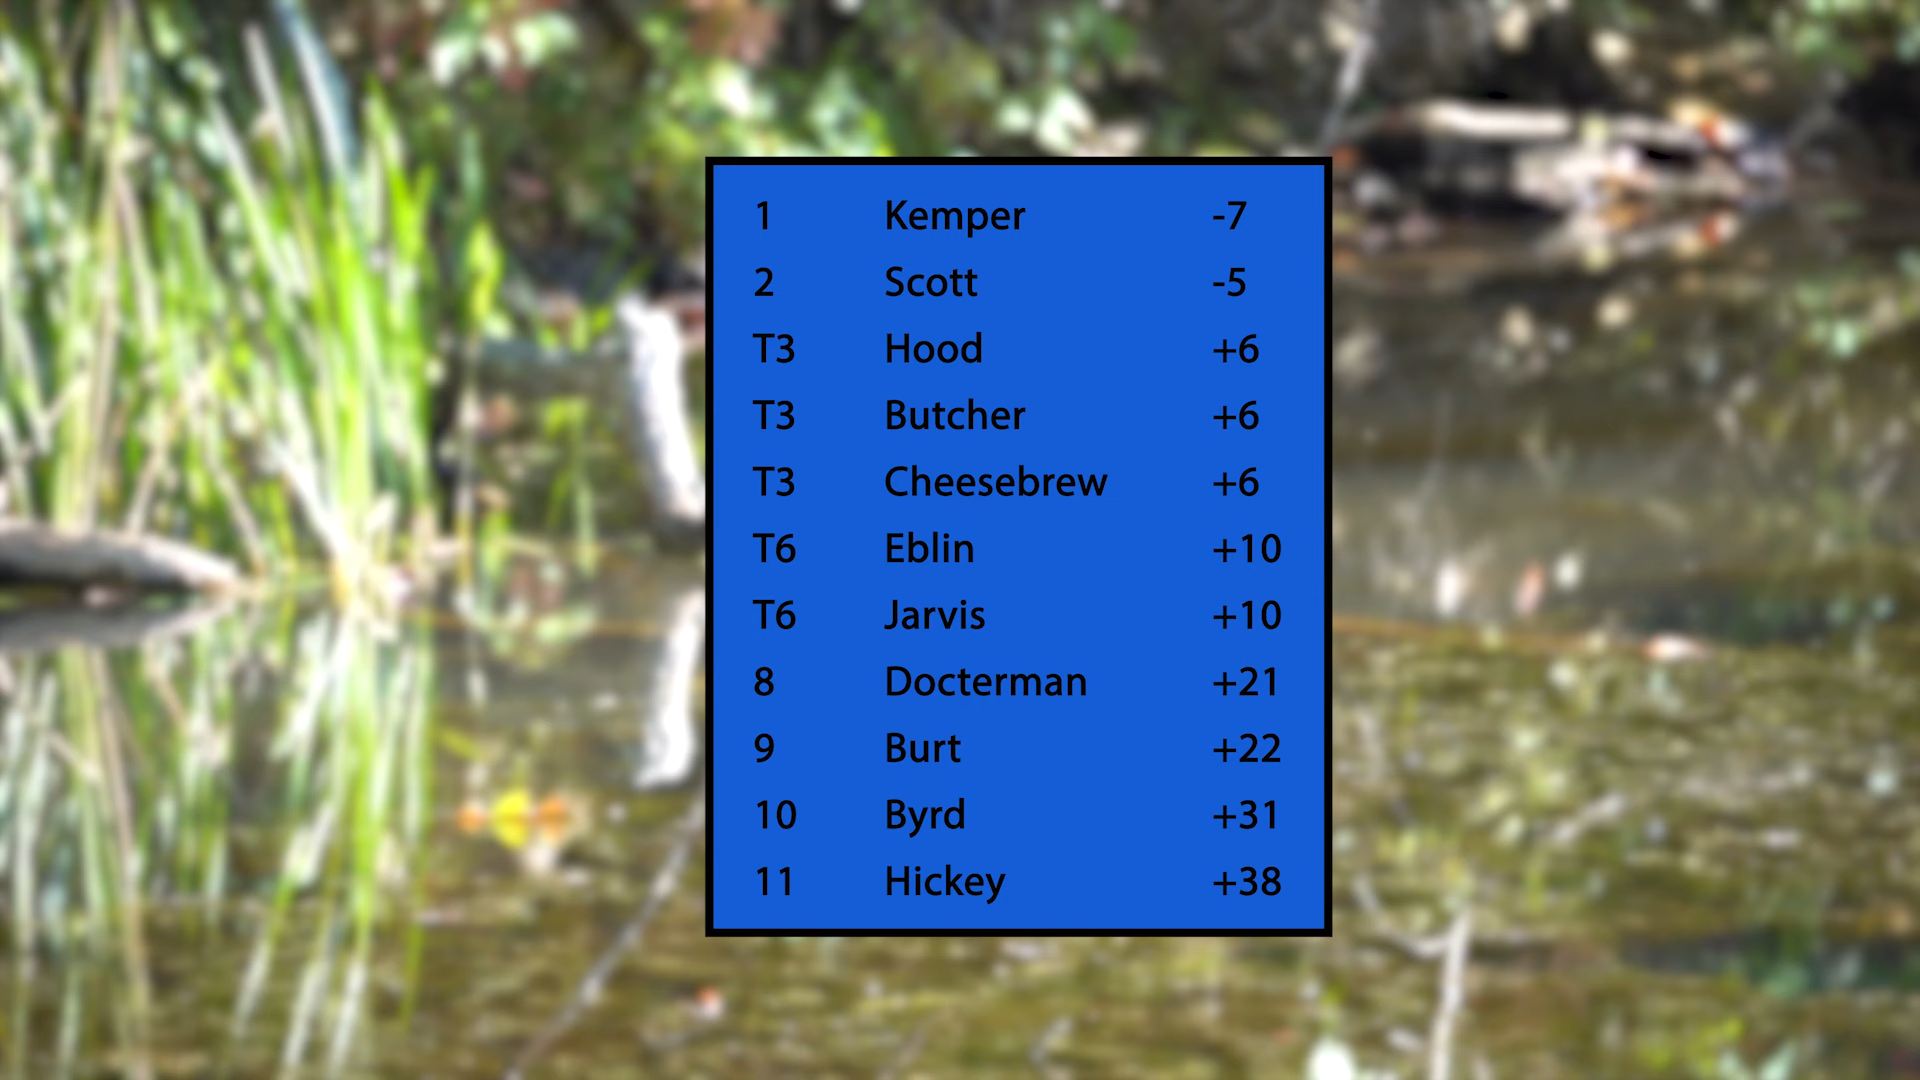 1 Kemper -7
2 Scott -5
T3 Hood +6
T3 Butcher +6
T3 Cheesebrew +6
T6 Eblin +10
T6 Jarvis +10
8 Docterman +21
9 Burt +22
10 Byrd +31
11 Hickey +38